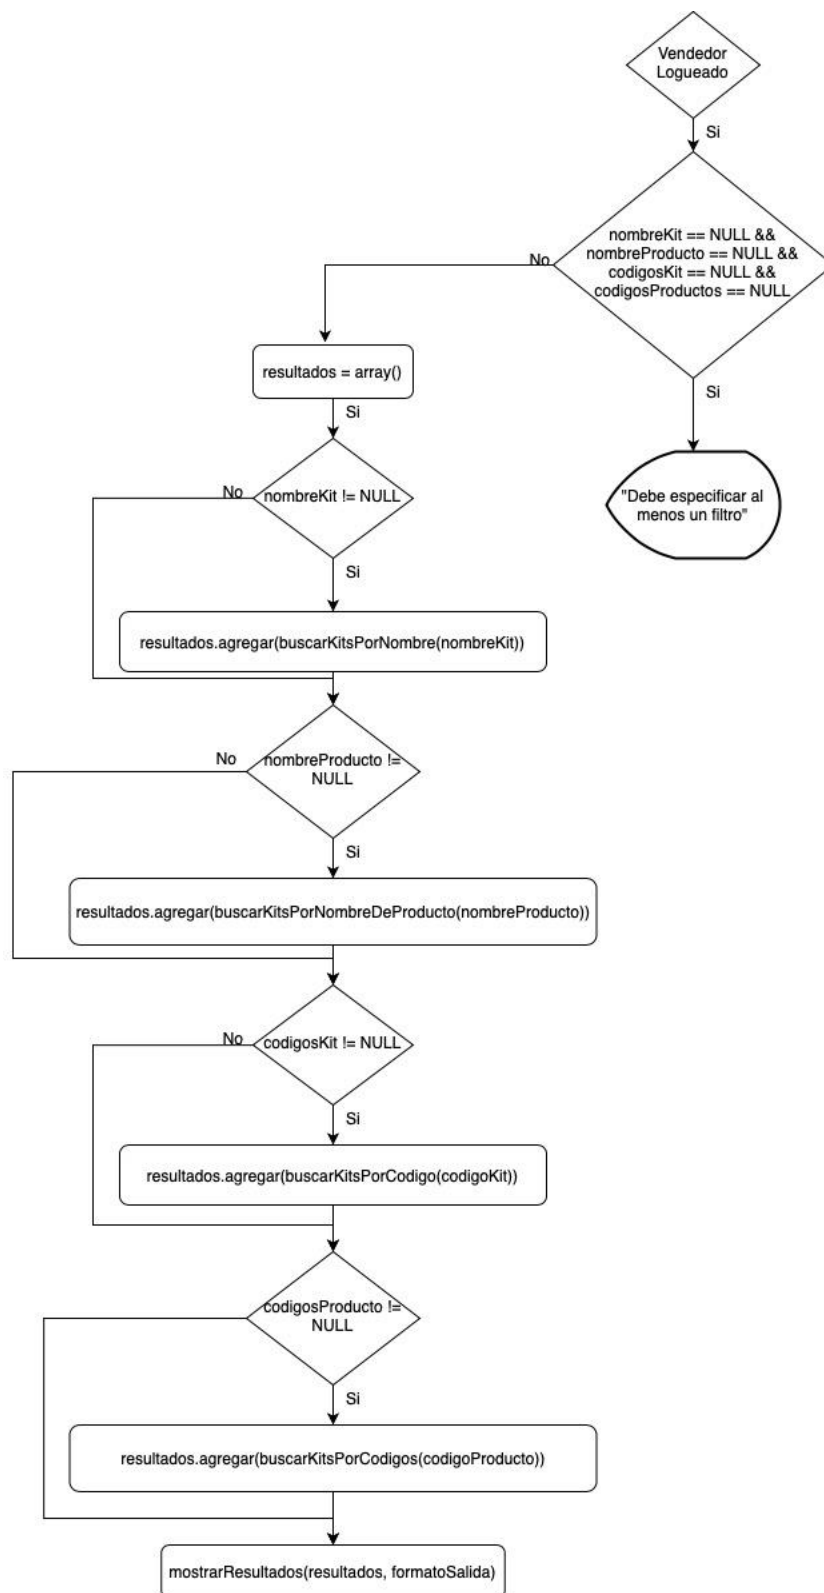 Vendedor
Logueado
Si
nombreKit == NULL &&
nombreProducto == NULL &&
codigosKit == NULL &&
codigosProductos == NULL
No
Si
"Debe especificar al
menos un filtro"
resultados = array()
Si
nombreKit != NULL
No
Si
resultados.agregar(buscarKitsPorNombre(nombreKit))
nombreProducto !=
NULL
No
Si
resultados.agregar(buscarKitsPorNombreDeProducto(nombreProducto))
codigosKit != NULL
No
Si
resultados.agregar(buscarKitsPorCodigo(codigoKit))
codigosProducto !=
NULL
Si
resultados.agregar(buscarKitsPorCodigos(codigoProducto))
mostrarResultados(resultados, formatoSalida)